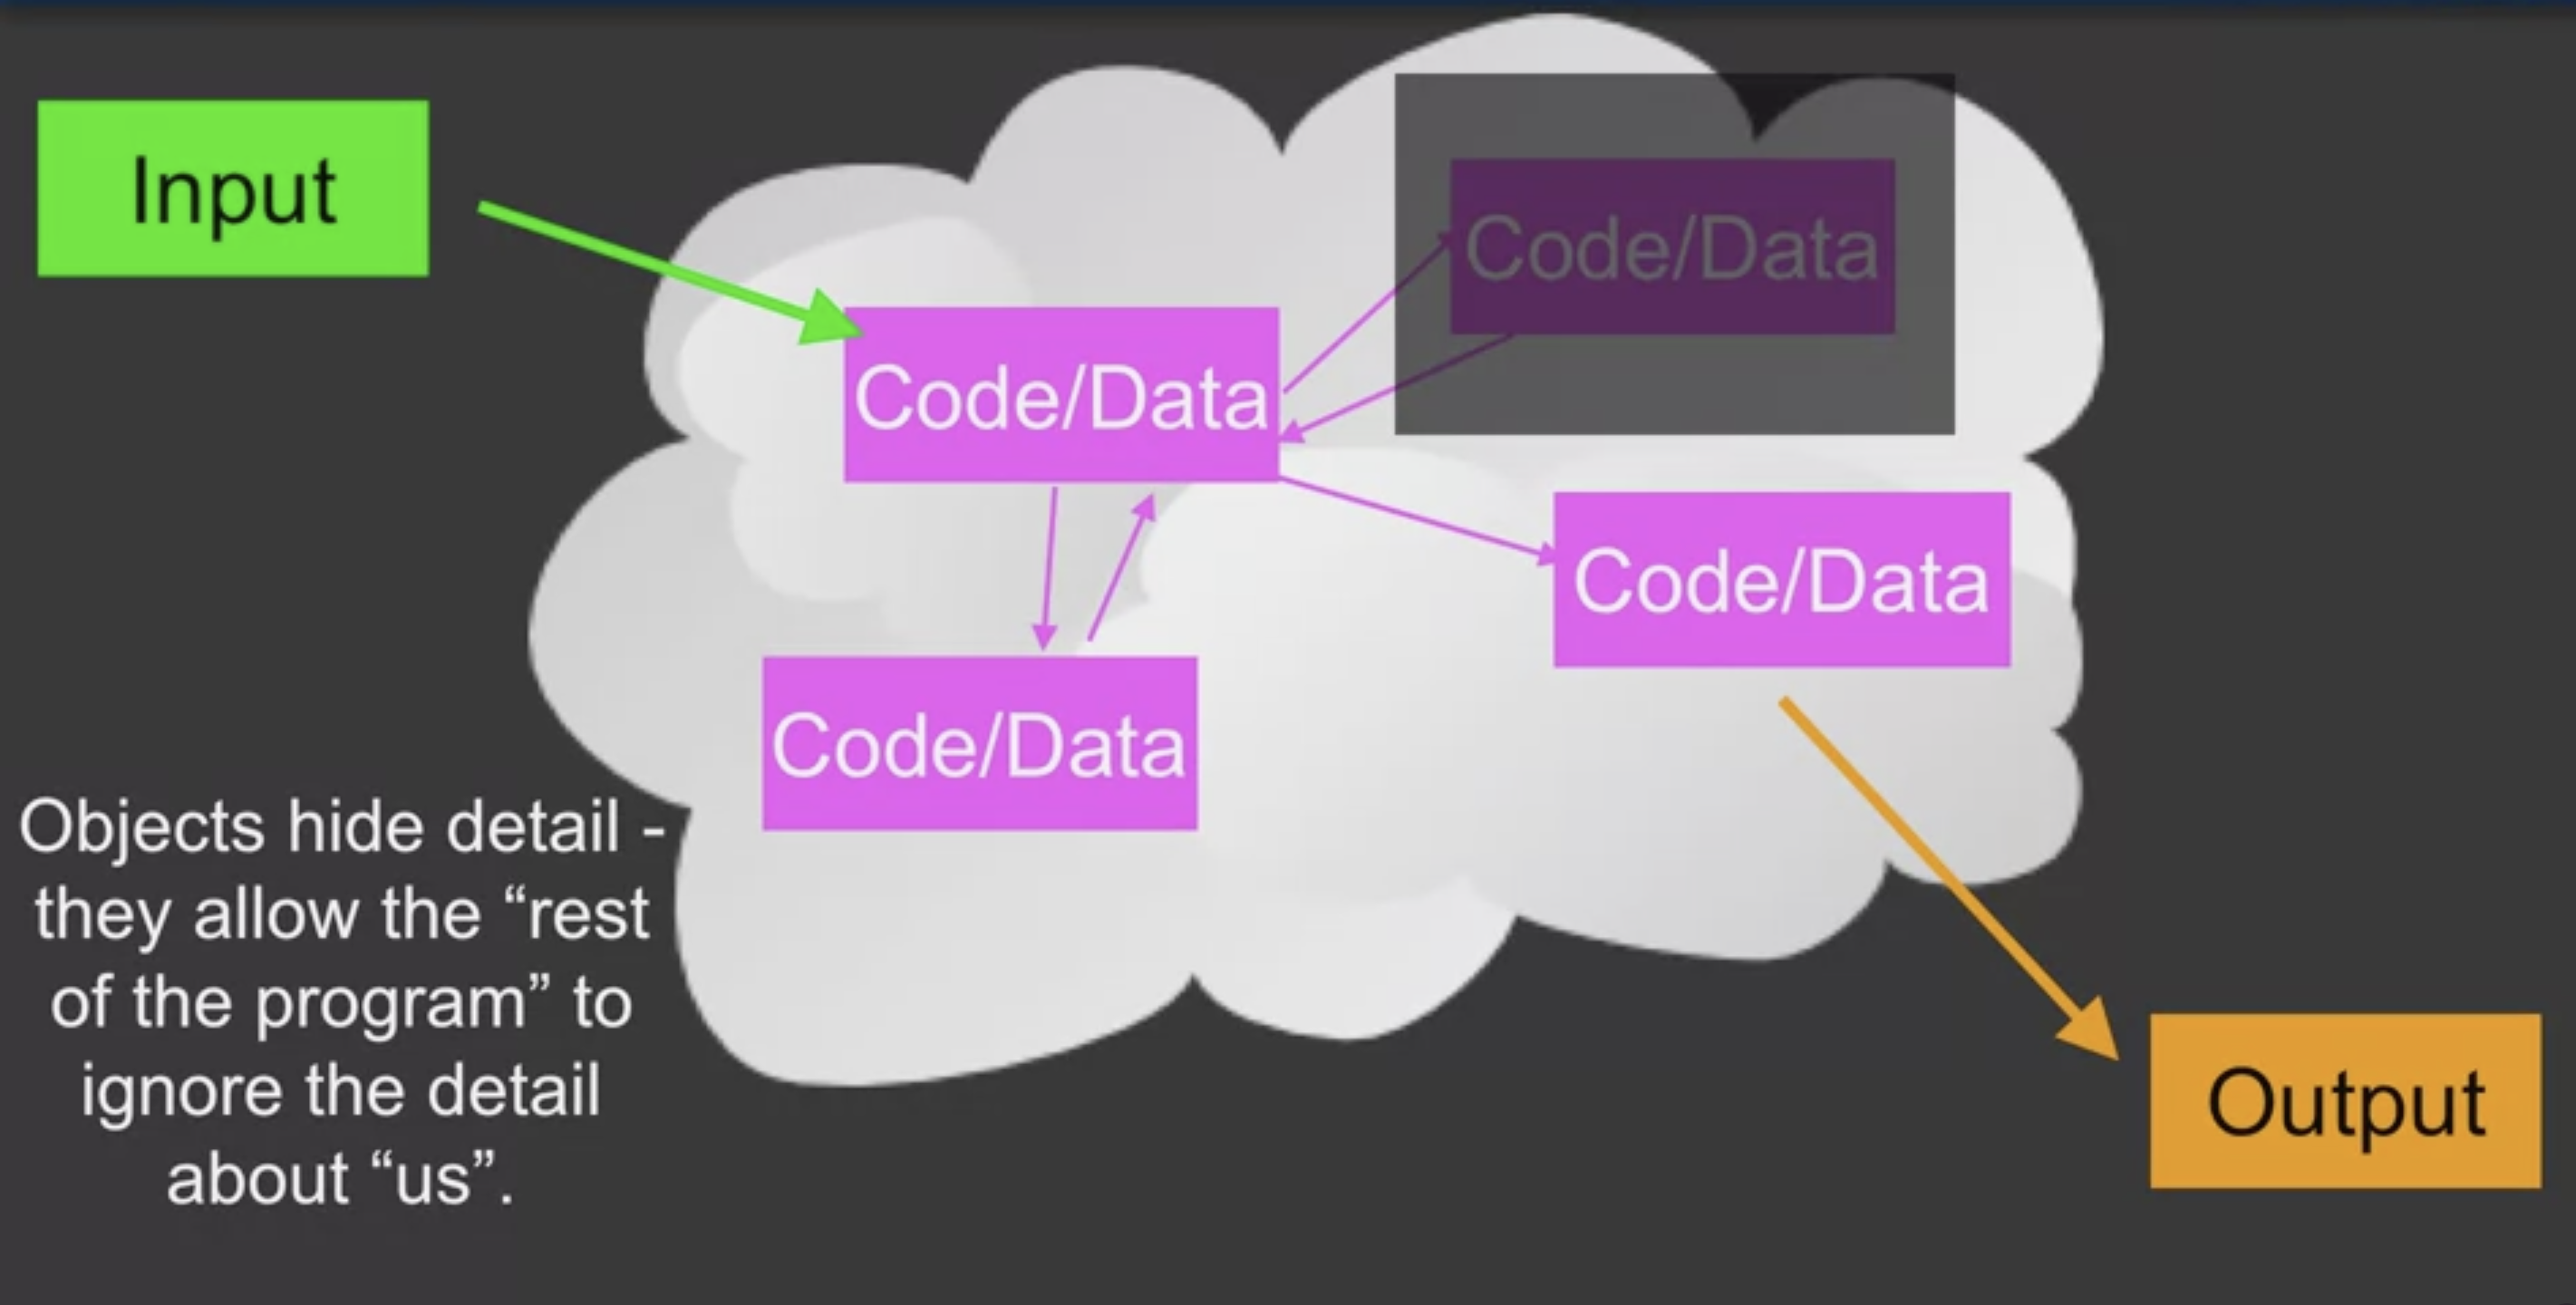 Input
Code/Data
Code/Data
Code/Data
Code/Data
Objects hide detail -
they allow the “rest
of the program” to
ignore the detail
about “us”.
Output